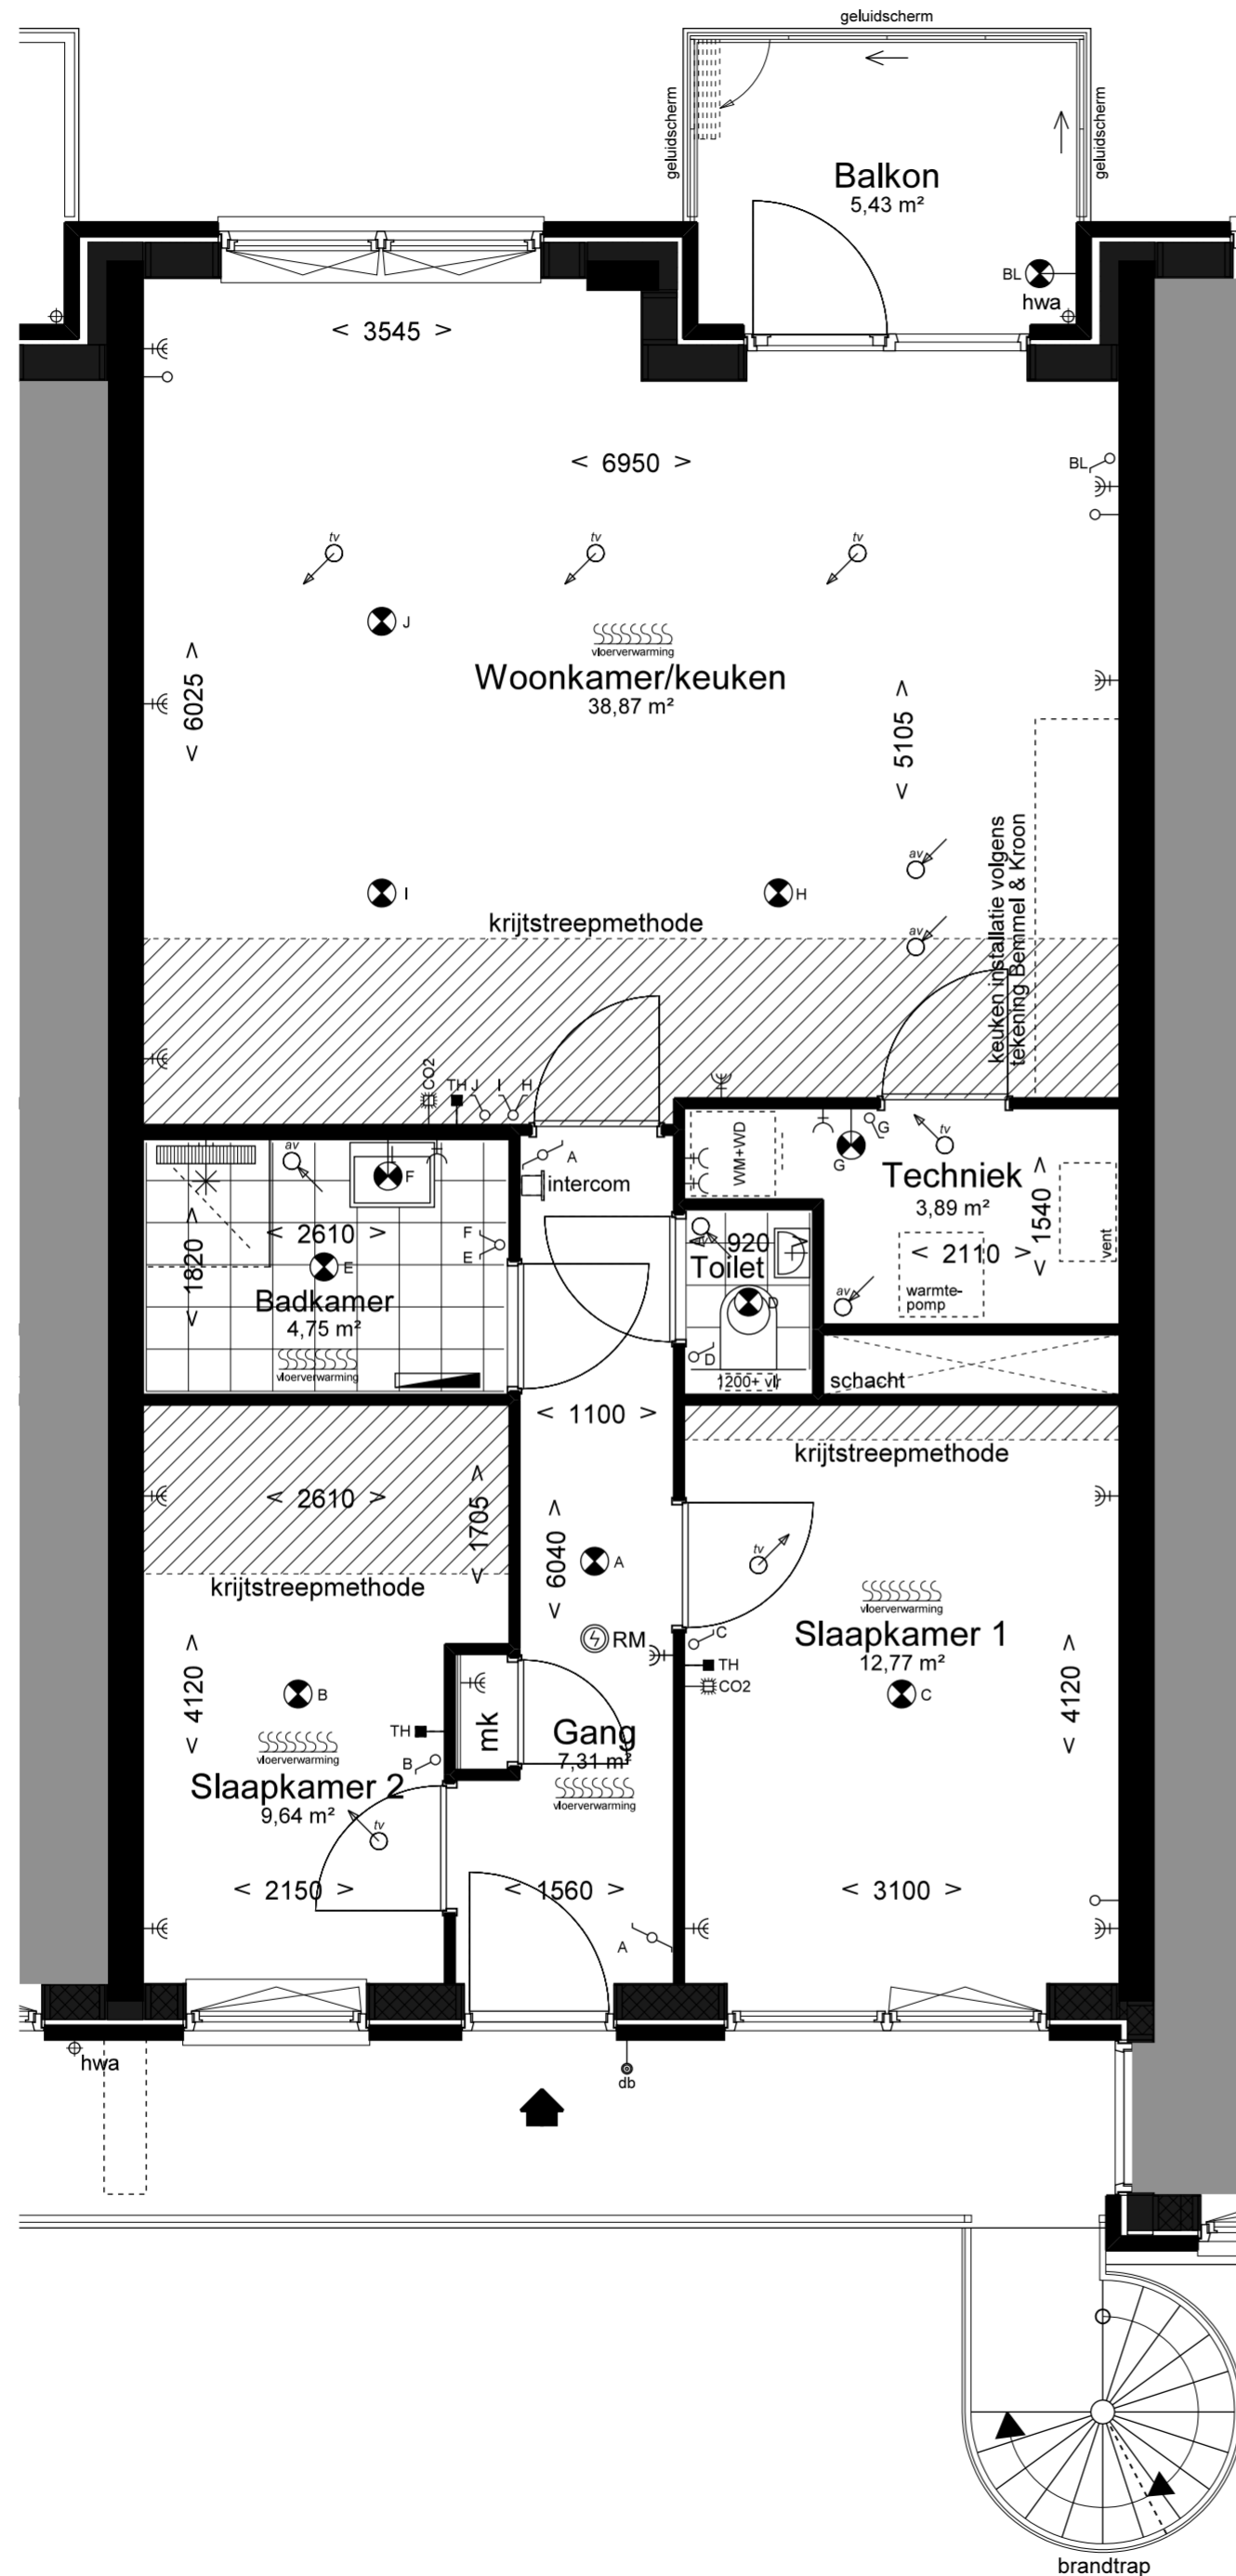 geluidscherm
geluidscherm
geluidscherm
Balkon
5,43 m²
BL
hwa
< 3545 >
< 6950 >
BL
tv
tv
tv
J
vloerverwarming
Woonkamer/keuken
38,87 m²
< 6025 >
< 5105 >
keuken installatie volgens
tekening Bemmel & Kroon
av
I
H
krijtstreepmethode
av
CO2
TH
J
I
H
A
intercom
av
F
WM+WD
G
G
tv
Techniek
3,89 m²
< 1540 >
vent
< 2110 >
warmte-
pomp
av
< 1820 >
< 2610 >
F
E
E
Badkamer
4,75 m²
vloerverwarming
< 920 >
Toilet
D
D
1200+ vlr
schacht
< 1100 >
krijtstreepmethode
< 2610 >
< 1705 >
krijtstreepmethode
< 6040 >
A
tv
RM
vloerverwarming
Slaapkamer 1
12,77 m²
C
TH
CO2
C
< 4120 >
< 4120 >
B
TH
B
mk
vloerverwarming
Slaapkamer 2
9,64 m²
tv
Gang
7,31 m²
vloerverwarming
< 2150 >
< 1560 >
< 3100 >
A
hwa
db
brandtrap